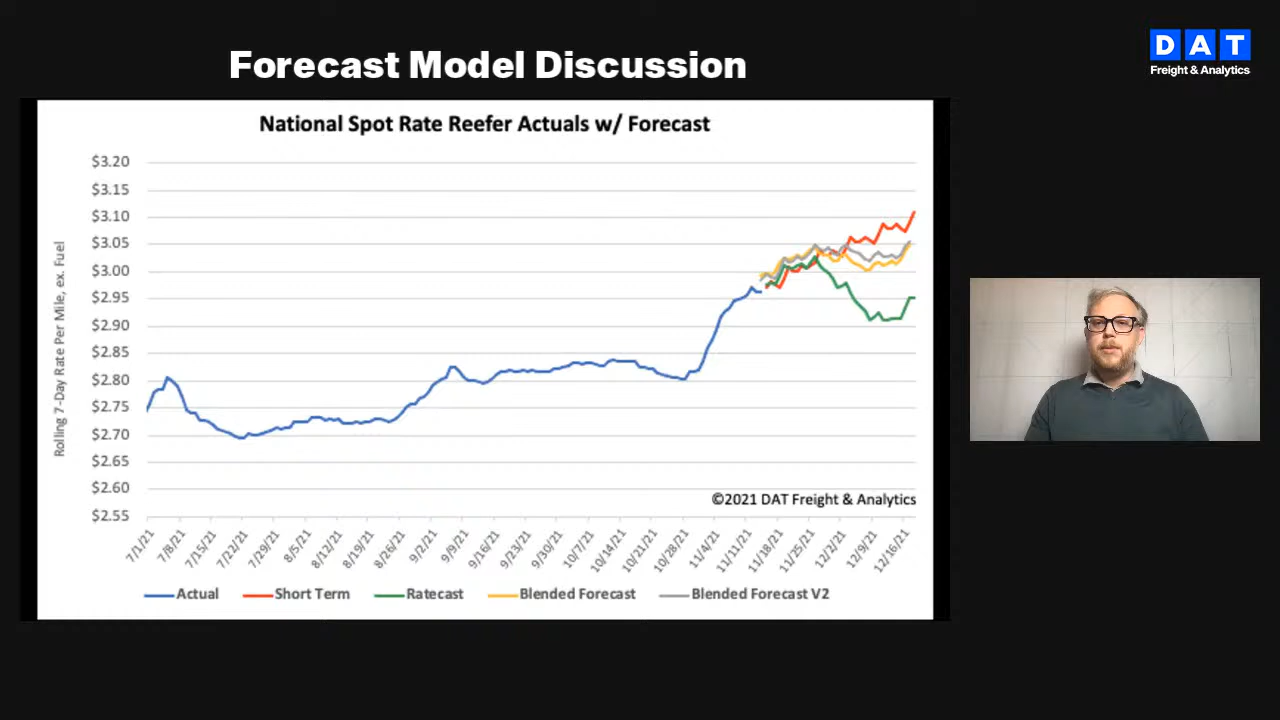 Forecast Model Discussion
DAT
Freight & Analytics
National Spot Rate Reefer Actuals w/ Forecast
Rolling 7-Day Rate Per Mile, ex. Fuel
$3.20
$3.15
$3.10
$3.05
$3.00
$2.95
$2.90
$2.85
$2.80
$2.75
$2.70
$2.65
$2.60
$2.55
©2021 DAT Freight & Analytics
7/1/21 7/8/21 7/15/21 7/22/21 7/29/21 8/5/21 8/12/21 8/19/21 8/26/21 9/2/21 9/9/21 9/16/21 9/23/21 9/30/21 10/7/21 10/14/21 10/21/21 10/28/21 11/4/21 11/11/21 11/18/21 11/25/21 12/2/21 12/9/21 12/16/21
Actual Short Term Ratecast Blended Forecast Blended Forecast V2